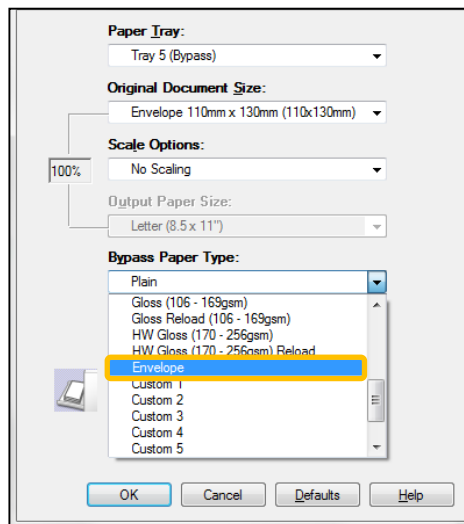 Paper Tray:
Tray 5 (Bypass)
Original Document Size:
Envelope 110mm x 130mm (110x130mm)
Scale Options:
100%
No Scaling
Output Paper Size:
Letter (8.5 x 11")
Bypass Paper Type:
Plain
Gloss (106 - 169gsm)
Gloss Reload (106 - 169gsm)
HW Gloss (170 - 256gsm)
HW Gloss (170 - 256gsm) Reload
Envelope
Custom 1
Custom 2
Custom 3
Custom 4
Custom 5
OK Cancel Defaults Help